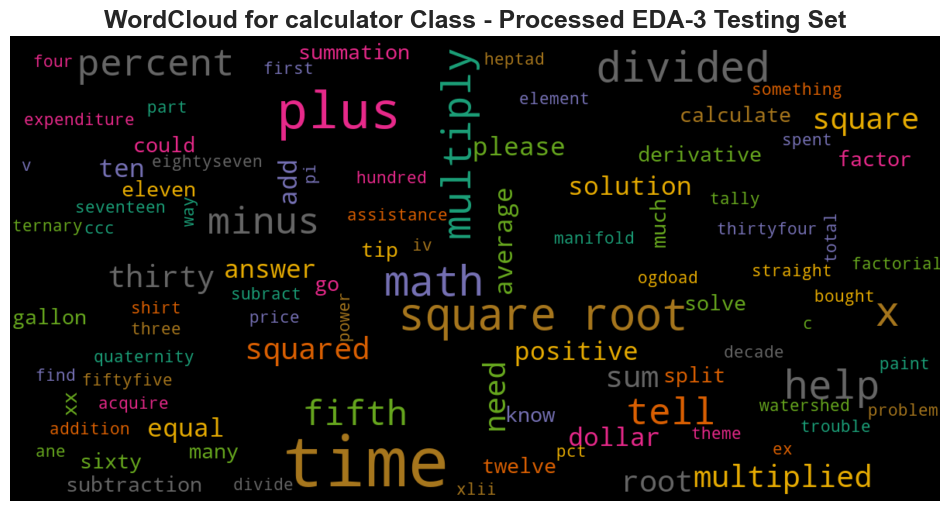 WordCloud for calculator Class - Processed EDA-3 Testing Set
four
percent
summation
first
multiply
heptad
divided
something
element
part
plus
expenditure
calculate
square
could
please
spent
v
ten
eightyseven
add
pi
hundred
derivative
factor
eleven
solution
seventeen
way
tally
ternary
ccc
minus
assistance
average
much
thirtyfour
total
tip
iv
manifold
thirty
answer
math
ogdoad
straight
factorial
go
subract
shirt
power
bought
gallon
three
price
square root
solve
c
x
quaternity
squared
positive
decade
paint
find
fiftyfive
sum
split
help
xx
acquire
need
know
tell
watershed
problem
addition
equal
fifth
dollar
theme
trouble
ane
many
time
pct
ex
sixty
twelve
subtraction
divide
xlii
root
multiplied